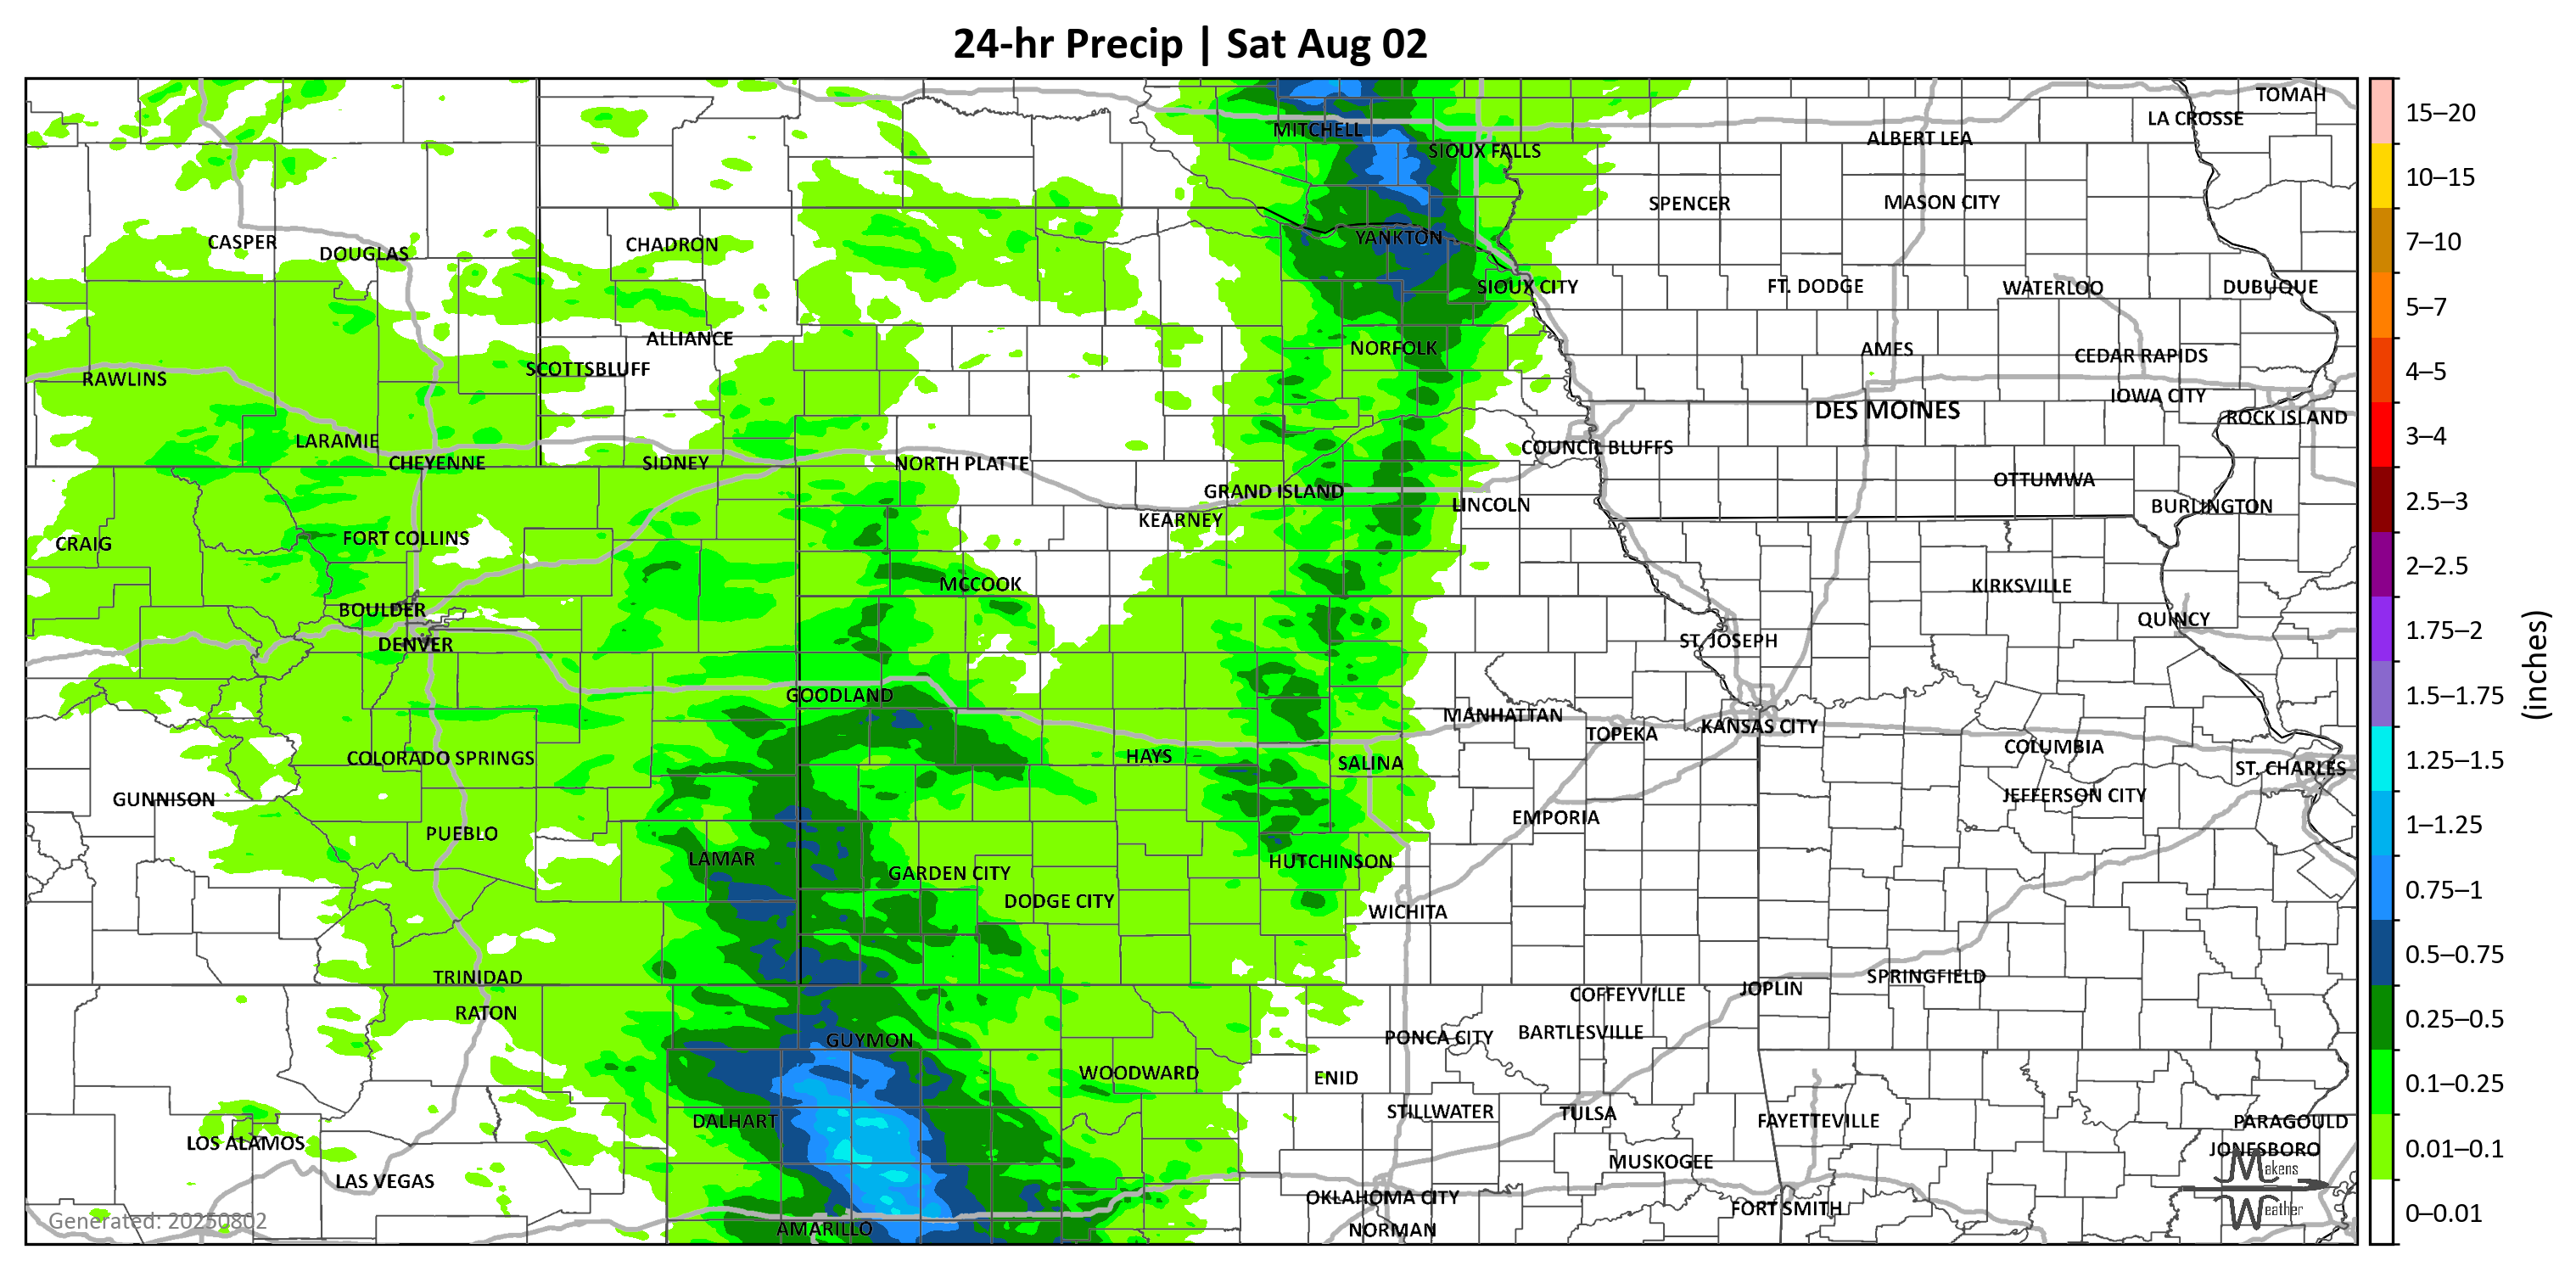 24-hr Precip | Sat Aug 02
TOMAH
LA CROSSE
MITCHELL
ALBERT LEA
SIOUX FALLS
SPENCER
MASON CITY
CASPER
DOUGLAS
CHADRON
YANKTON
SIOUX CITY
FT. DODGE
WATERLOO
DUBUQUE
ALLIANCE
NORFOLK
AMES
CEDAR RAPIDS
RAWLINS
SCOTTSBLUFF
IOWA CITY
DES MOINES
ROCK ISLAND
LARAMIE
COUNCIL BLUFFS
CHEYENNE
SIDNEY
NORTH PLATTE
OTTUMWA
GRAND ISLAND
LINCOLN
BURLINGTON
KEARNEY
CRAIG
FORT COLLINS
MCCOOK
KIRKSVILLE
BOULDER
QUINCY
DENVER
ST. JOSEPH
GOODLAND
MANHATTAN
TOPEKA
KANSAS CITY
COLUMBIA
COLORADO SPRINGS
HAYS
SALINA
ST. CHARLES
GUNNISON
JEFFERSON CITY
PUEBLO
EMPORIA
LAMAR
GARDEN CITY
HUTCHINSON
DODGE CITY
WICHITA
TRINIDAD
SPRINGFIELD
JOPLIN
COFFEYVILLE
RATON
GUYMON
PONCA CITY
BARTLESVILLE
WOODWARD
ENID
DALHART
STILLWATER
TULSA
FAYETTEVILLE
PARAGOULD
LOS ALAMOS
JONESBORO
MUSKOGEE
LAS VEGAS
OKLAHOMA CITY
FORT SMITH
AMARILLO
NORMAN
Generated: 20250802
Makens
Weather
15–20
10–15
7–10
5–7
4–5
3–4
2.5–3
2–2.5
1.75–2
1.5–1.75
1.25–1.5
1–1.25
0.75–1
0.5–0.75
0.25–0.5
0.1–0.25
0.01–0.1
0–0.01
(inches)